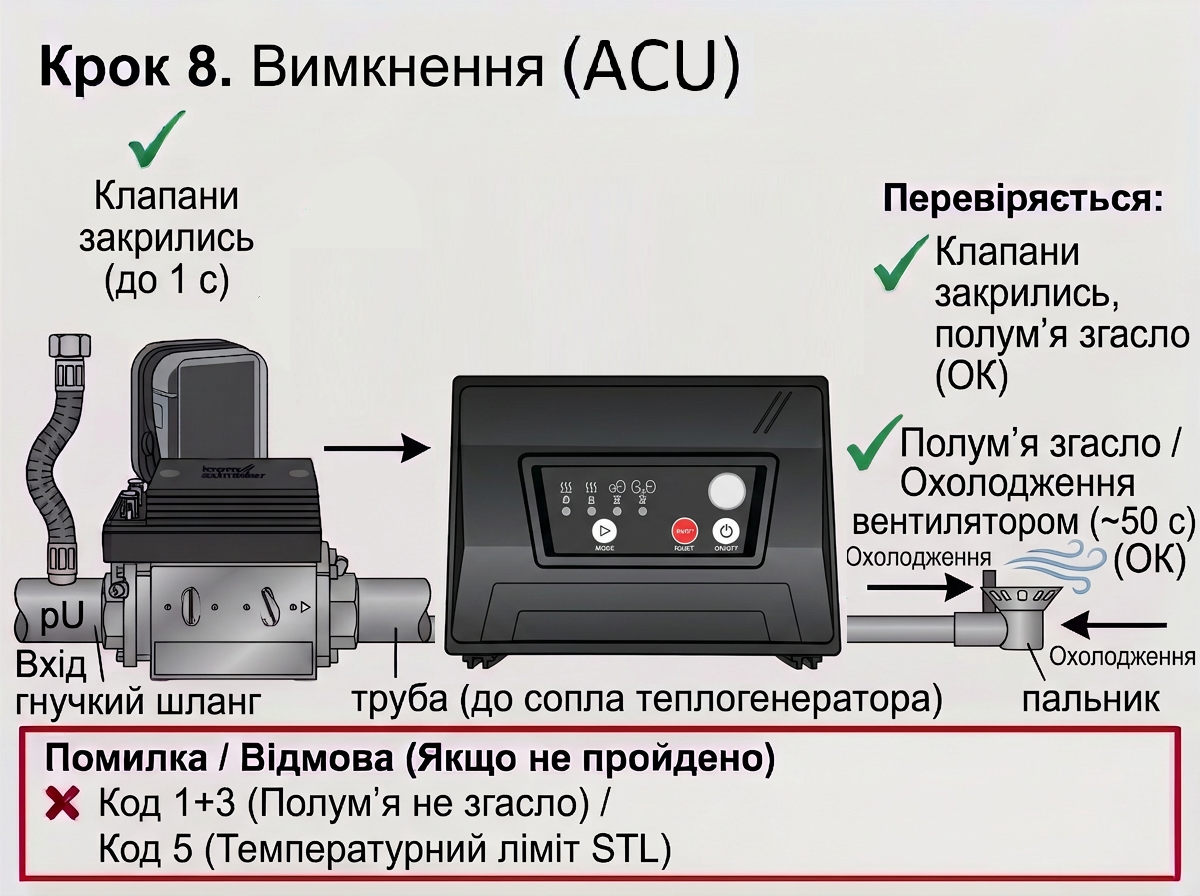 Крок 8. Вимкнення (ACU)
Клапани
закрились
(до 1 с)
Перевіряється:
Клапани
закрились,
полум’я згасло
(ОК)
Полум’я згасло /
Охолодження
вентилятором (~50 с)
(ОК)
Охолодження
MODE
ON/OFF
pU
Вхід
гнучкий шланг
труба (до сопла теплогенератора)
Охолодження
пальник
Помилка / Відмова (Якщо не пройдено)
Код 1+3 (Полум’я не згасло) /
Код 5 (Температурний ліміт STL)